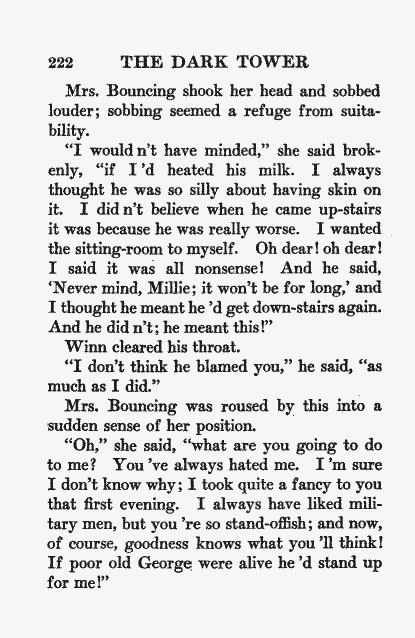 222 THE DARK TOWER
Mrs. Bouncing shook her head and sobbed
louder; sobbing seemed a refuge from suita-
bility.
"I would n't have minded," she said brok-
enly, "if I 'd heated his milk. I always
thought he was so silly about having skin on
it. I did n't believe when he came up-stairs
it was because he was really worse. I wanted
the sitting-room to myself. Oh dear! oh dear!
I said it was all nonsense! And he said,
'Never mind, Millie; it won't be for long,' and
I thought he meant he 'd get down-stairs again.
And he did n't; he meant this!"
Winn cleared his throat.
"I don't think he blamed you," he said, "as
much as I did."
Mrs. Bouncing was roused by this into a
sudden sense of her position.
"Oh," she said, "what are you going to do
to me? You 've always hated me. I 'm sure
I don't know why; I took quite a fancy to you
that first evening. I always have liked mili-
tary men, but you 're so stand-offish; and now,
of course, goodness knows what you 'll think!
If poor old George were alive he 'd stand up
for me!"